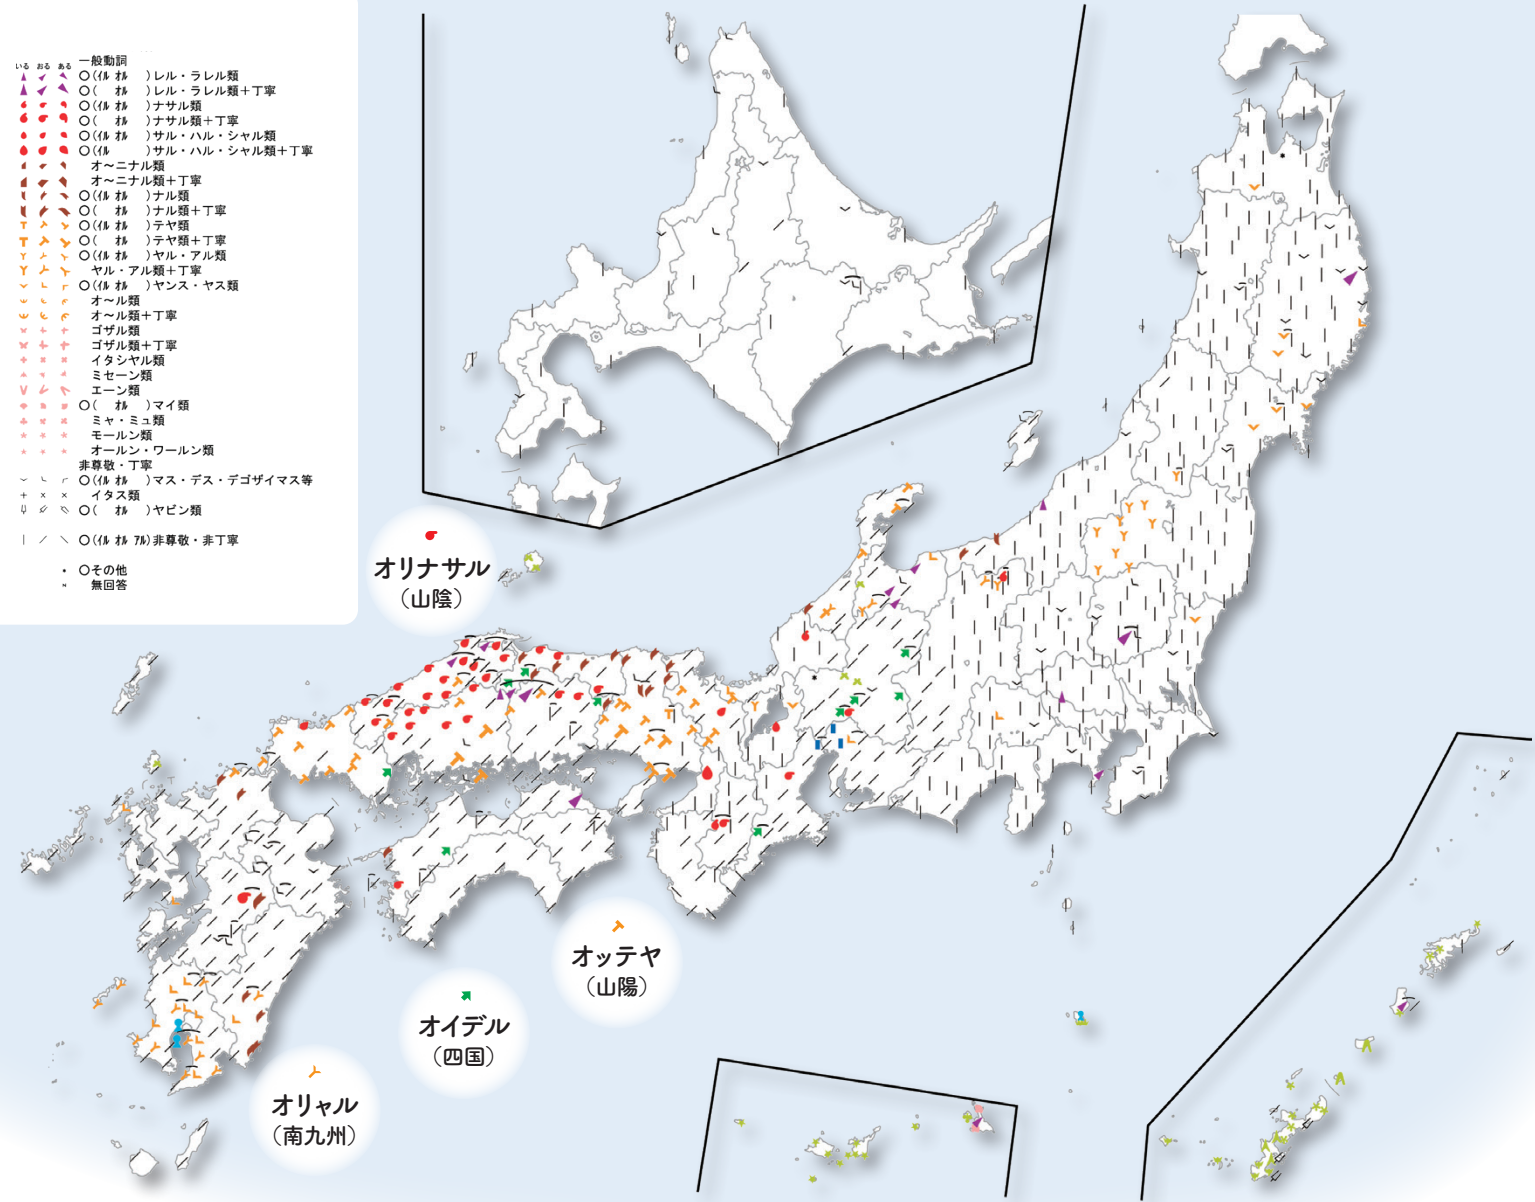 一般動詞
いる おる ある
○(ｲﾙ ｵﾙ )レル・ラレル類
○( ｵﾙ )レル・ラレル類＋丁寧
○(ｲﾙ ｵﾙ )ナサル類
○( ｵﾙ )ナサル類＋丁寧
○(ｲﾙ ｵﾙ )サル・ハル・シャル類
○(ｲﾙ )サル・ハル・シャル類＋丁寧
オ～ニナル類
オ～ニナル類＋丁寧
○(ｲﾙ ｵﾙ )ナル類
○( ｵﾙ )ナル類＋丁寧
○(ｲﾙ ｵﾙ )テヤ類
○( ｵﾙ )テヤ類＋丁寧
○(ｲﾙ ｵﾙ )ヤル・アル類
ヤル・アル類＋丁寧
○(ｲﾙ ｵﾙ )ヤンス・ヤス類
オ～ル類
オ～ル類＋丁寧
ゴザル類
ゴザル類＋丁寧
イタシヤル類
ミセーン類
エーン類
○( ｵﾙ )マイ類
ミャ・ミュ類
モールン類
オールン・ワールン類
非尊敬・丁寧
○(ｲﾙ ｵﾙ )マス・デス・デゴザイマス等
イタス類
○( ｵﾙ )ヤビン類
○(ｲﾙ ｵﾙ ｱﾙ)非尊敬・非丁寧
○その他
無回答
オリナサル
（山陰）
オッテヤ
（山陽）
オイデル
（四国）
オリャル
（南九州）